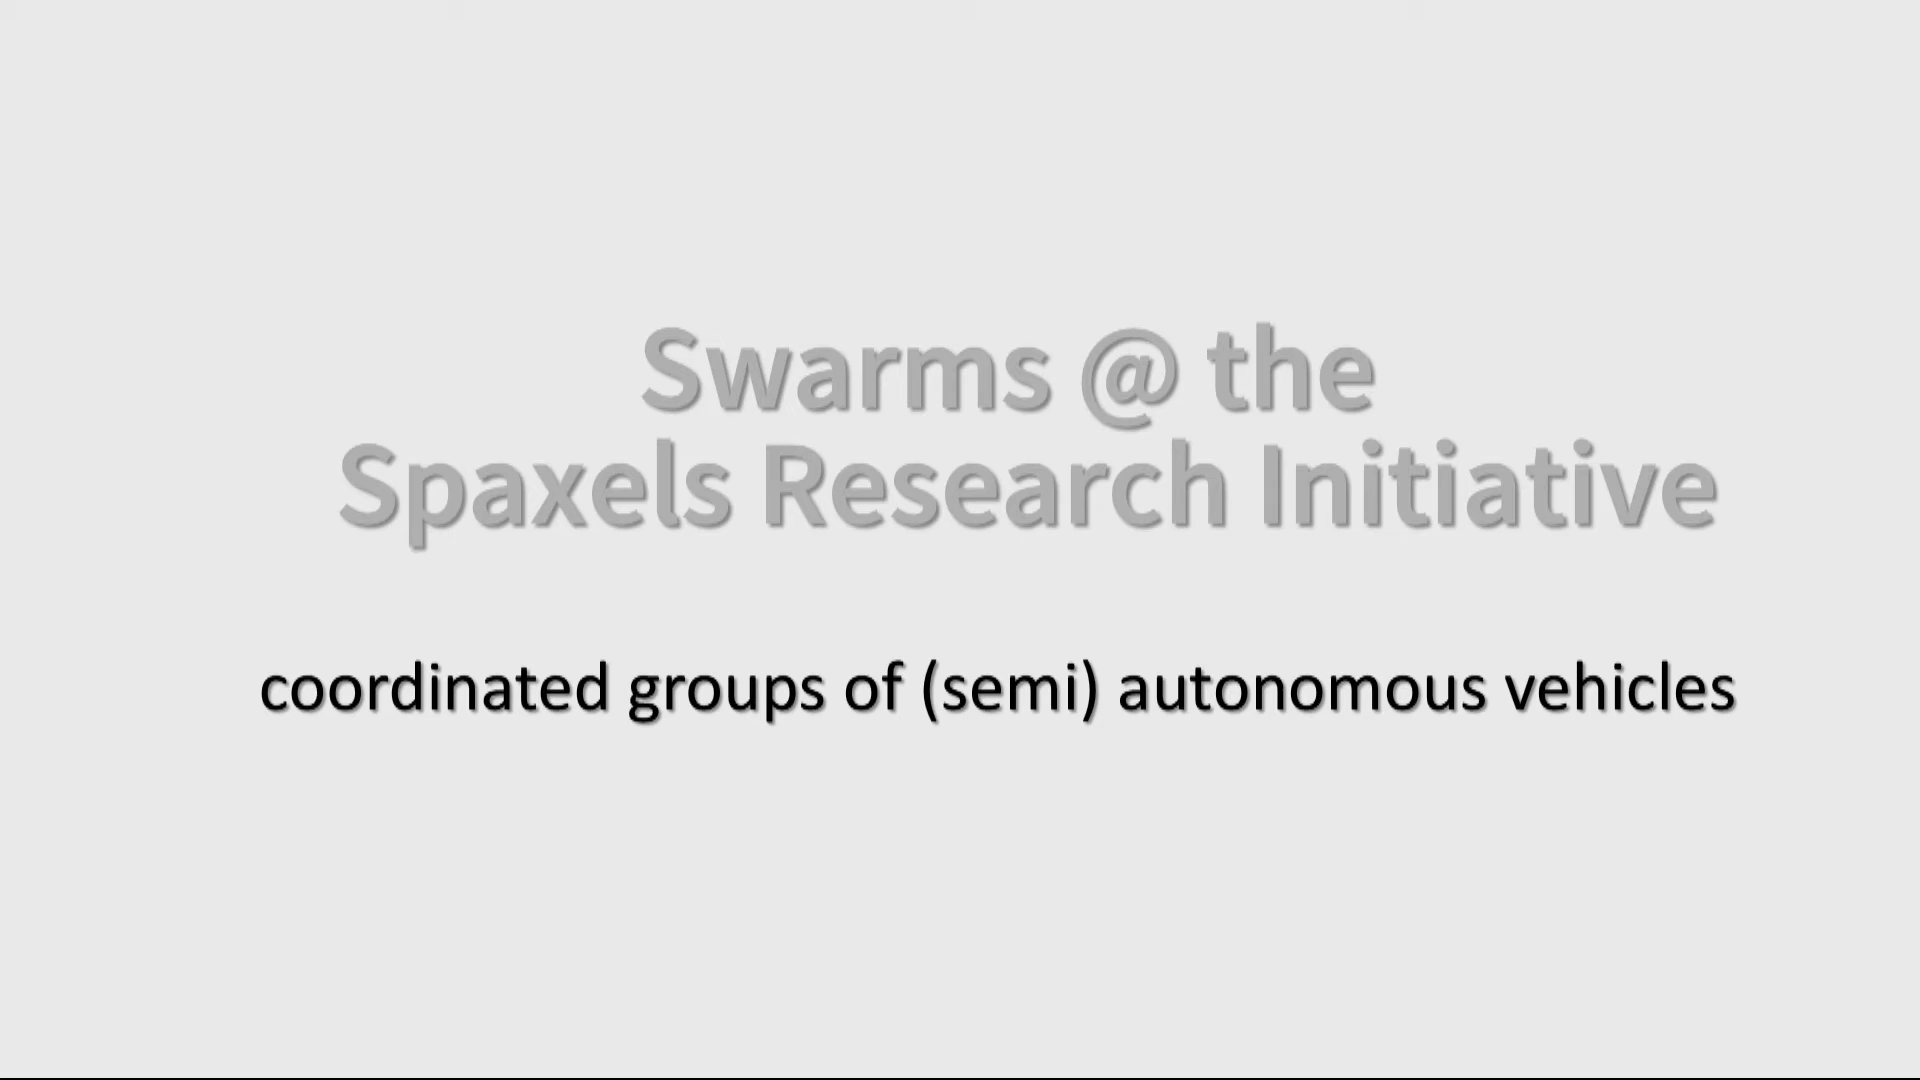 Swarms @ the
Spaxels Research Initiative
coordinated groups of (semi) autonomous vehicles